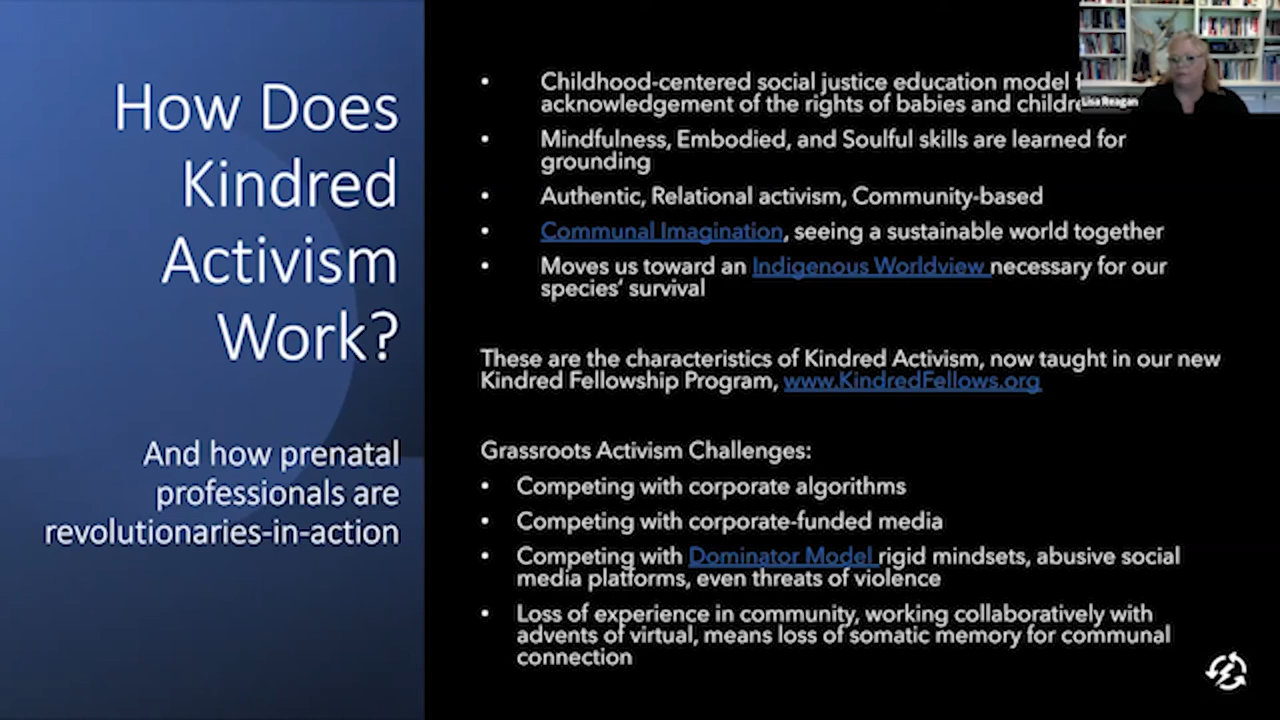 How Does
Kindred
Activism
Work?
And how prenatal
professionals are
revolutionaries-in-action
• Childhood-centered social justice education model
acknowledgement of the rights of babies and
• Mindfulness, Embodied, and Soulful skills are learned for
grounding
• Authentic, Relational activism, Community-based
• Communal Imagination, seeing a sustainable world together
• Moves us toward an Indigenous Worldview necessary for our
species' survival
These are the characteristics of Kindred Activism, now taught in our new
Kindred Fellowship Program, www.KindredFellows.org
Grassroots Activism Challenges:
• Competing with corporate algorithms
• Competing with corporate-funded media
• Competing with Dominator Model rigid mindsets, abusive social
media platforms, even threats of violence
• Loss of experience in community, working collaboratively with
advents of virtual, means loss of somatic memory for communal
connection
Lisa Reagan